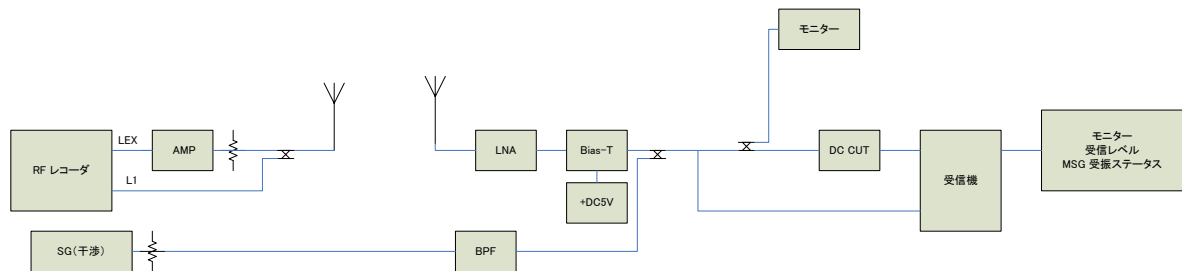 モニター
LEX
AMP
RF レコーダ
L1
LNA
Bias-T
+DC5V
DC CUT
受信機
モニター
受信レベル
MSG 受振ステータス
SG(干渉)
BPF